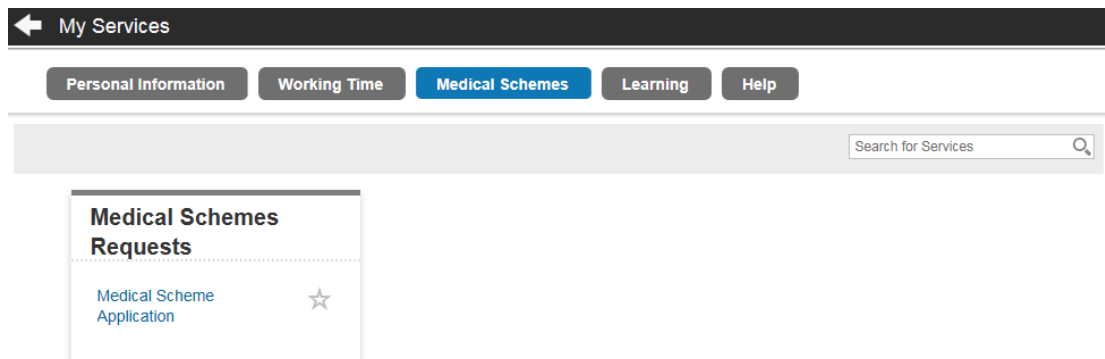 My Services
Personal Information Working Time Medical Schemes Learning Help
Search for Services
Medical Schemes
Requests
Medical Scheme
Application